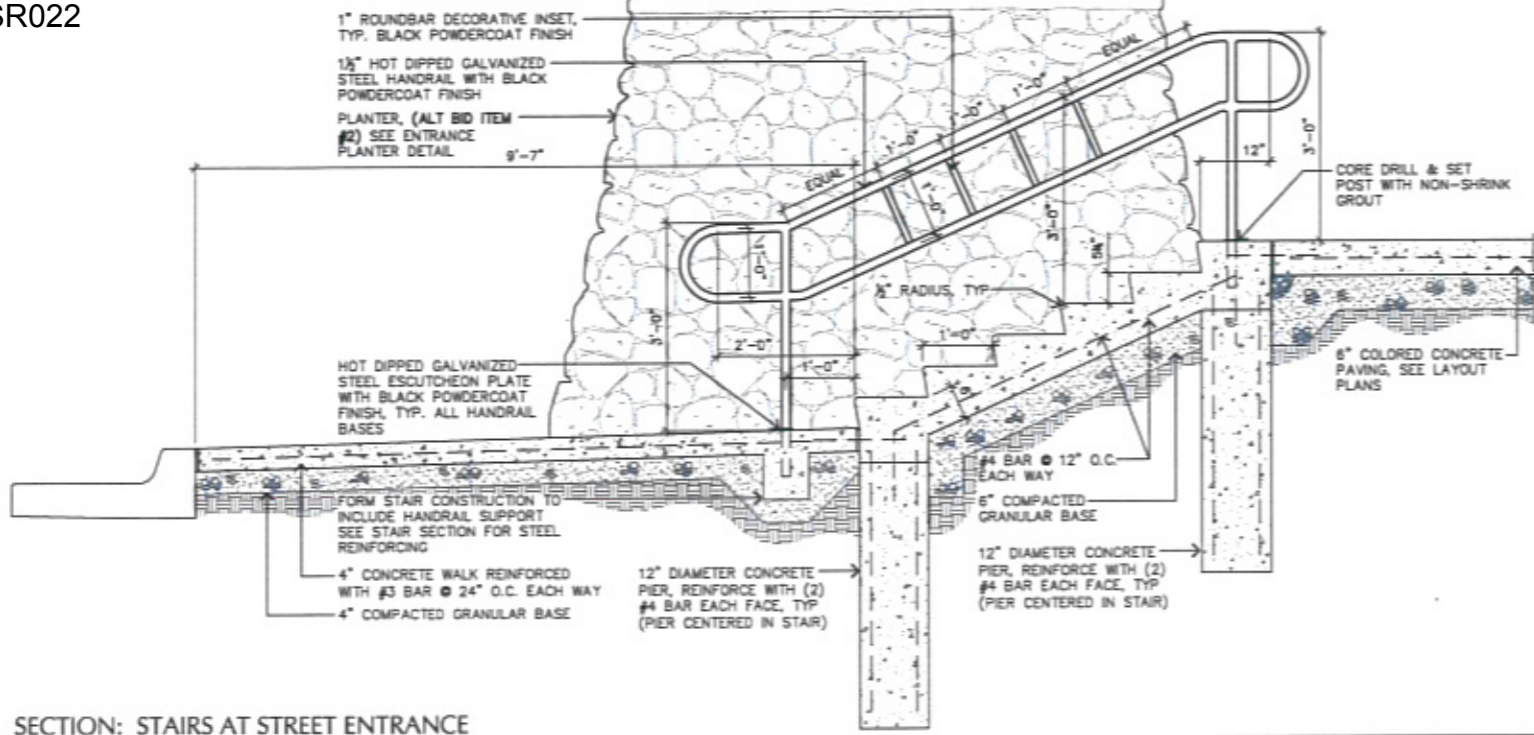 SR022
1" ROUNDBAR DECORATIVE INSET,
TYP. BLACK POWDERCOAT FINISH
1½" HOT DIPPED GALVANIZED
STEEL HANDRAIL WITH BLACK
POWDERCOAT FINISH
PLANTER, (ALT BID ITEM
#2) SEE ENTRANCE
PLANTER DETAIL
9'-7"
EQUAL
1'-0"
1'-0"
1'-0"
EQUAL
1'-0"
3'-0"
12"
3'-0"
CORE DRILL & SET
POST WITH NON-SHRINK
GROUT
1'-0"
3'-0"
2'-0"
1'-0"
½" RADIUS, TYP
1'-0"
6"
HOT DIPPED GALVANIZED
STEEL ESCUTCHEON PLATE
WITH BLACK POWDERCOAT
FINISH, TYP. ALL HANDRAIL
BASES
6" COLORED CONCRETE
PAVING, SEE LAYOUT
PLANS
#4 BAR @ 12" O.C.
EACH WAY
6" COMPACTED
GRANULAR BASE
FORM STAIR CONSTRUCTION TO
INCLUDE HANDRAIL SUPPORT
SEE STAIR SECTION FOR STEEL
REINFORCING
4" CONCRETE WALK REINFORCED
WITH #3 BAR @ 24" O.C. EACH WAY
4" COMPACTED GRANULAR BASE
12" DIAMETER CONCRETE
PIER, REINFORCE WITH (2)
#4 BAR EACH FACE, TYP
(PIER CENTERED IN STAIR)
12" DIAMETER CONCRETE
PIER, REINFORCE WITH (2)
#4 BAR EACH FACE, TYP
(PIER CENTERED IN STAIR)
SECTION: STAIRS AT STREET ENTRANCE